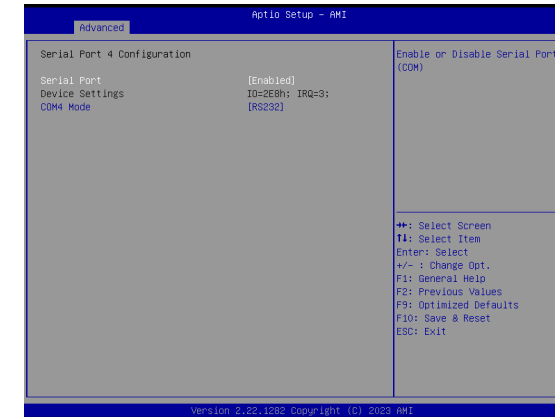 Aptio Setup – AMI
Advanced
Serial Port 4 Configuration
Serial Port [Enabled]
Device Settings IO=2E8h; IRQ=3;
COM4 Mode [RS232]
Enable or Disable Serial Port
(COM)
→←: Select Screen
↑↓: Select Item
Enter: Select
+/- : Change Opt.
F1: General Help
F2: Previous Values
F9: Optimized Defaults
F10: Save & Reset
ESC: Exit
Version 2.22.1282 Copyright (C) 2023 AMI